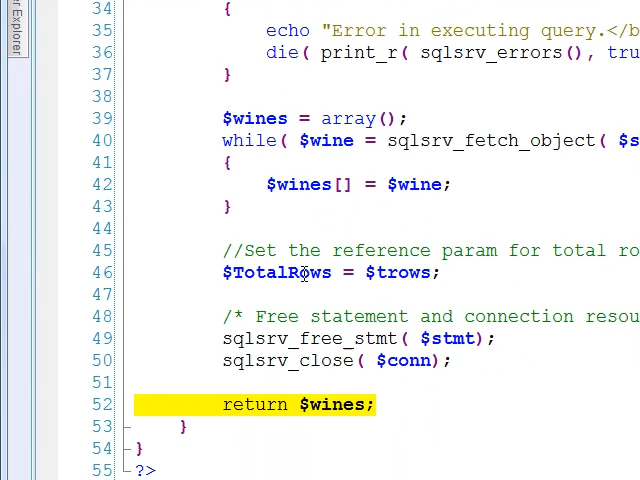 34 {
35 echo "Error in executing query.</b
36 die( print_r( sqlsrv_errors(), tru
37 }
38
39 $wines = array();
40 while( $wine = sqlsrv_fetch_object( $s
41 {
42 $wines[] = $wine;
43 }
44
45 //Set the reference param for total ro
46 $TotalRows = $trows;
47
48 /* Free statement and connection resou
49 sqlsrv_free_stmt( $stmt);
50 sqlsrv_close( $conn);
51
52 return $wines;
53 }
54 }
55 ?>
er Explorer